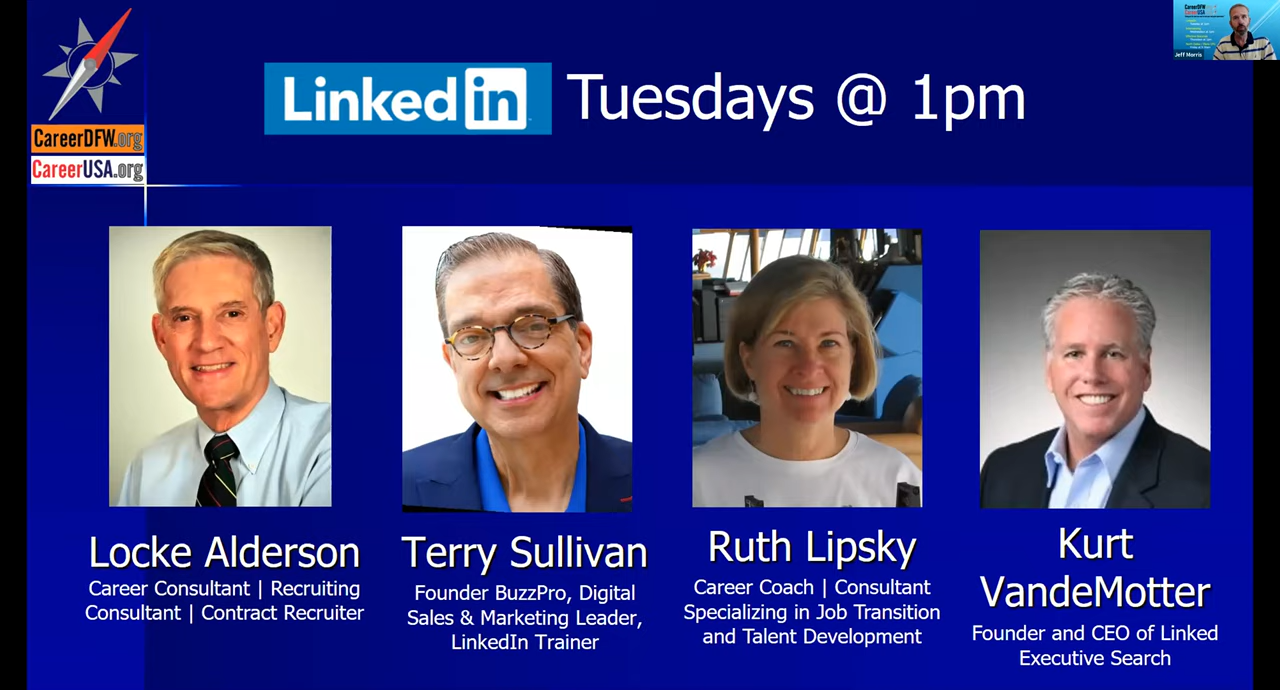 LinkedIn Tuesdays @ 1pm
CareerDFW.org
CareerUSA.org
CareerDFW
CareerUSA
Jeff Morris
Locke Alderson
Career Consultant | Recruiting
Consultant | Contract Recruiter
Terry Sullivan
Founder BuzzPro, Digital
Sales & Marketing Leader,
LinkedIn Trainer
Ruth Lipsky
Career Coach | Consultant
Specializing in Job Transition
and Talent Development
Kurt
VandeMotter
Founder and CEO of Linked
Executive Search